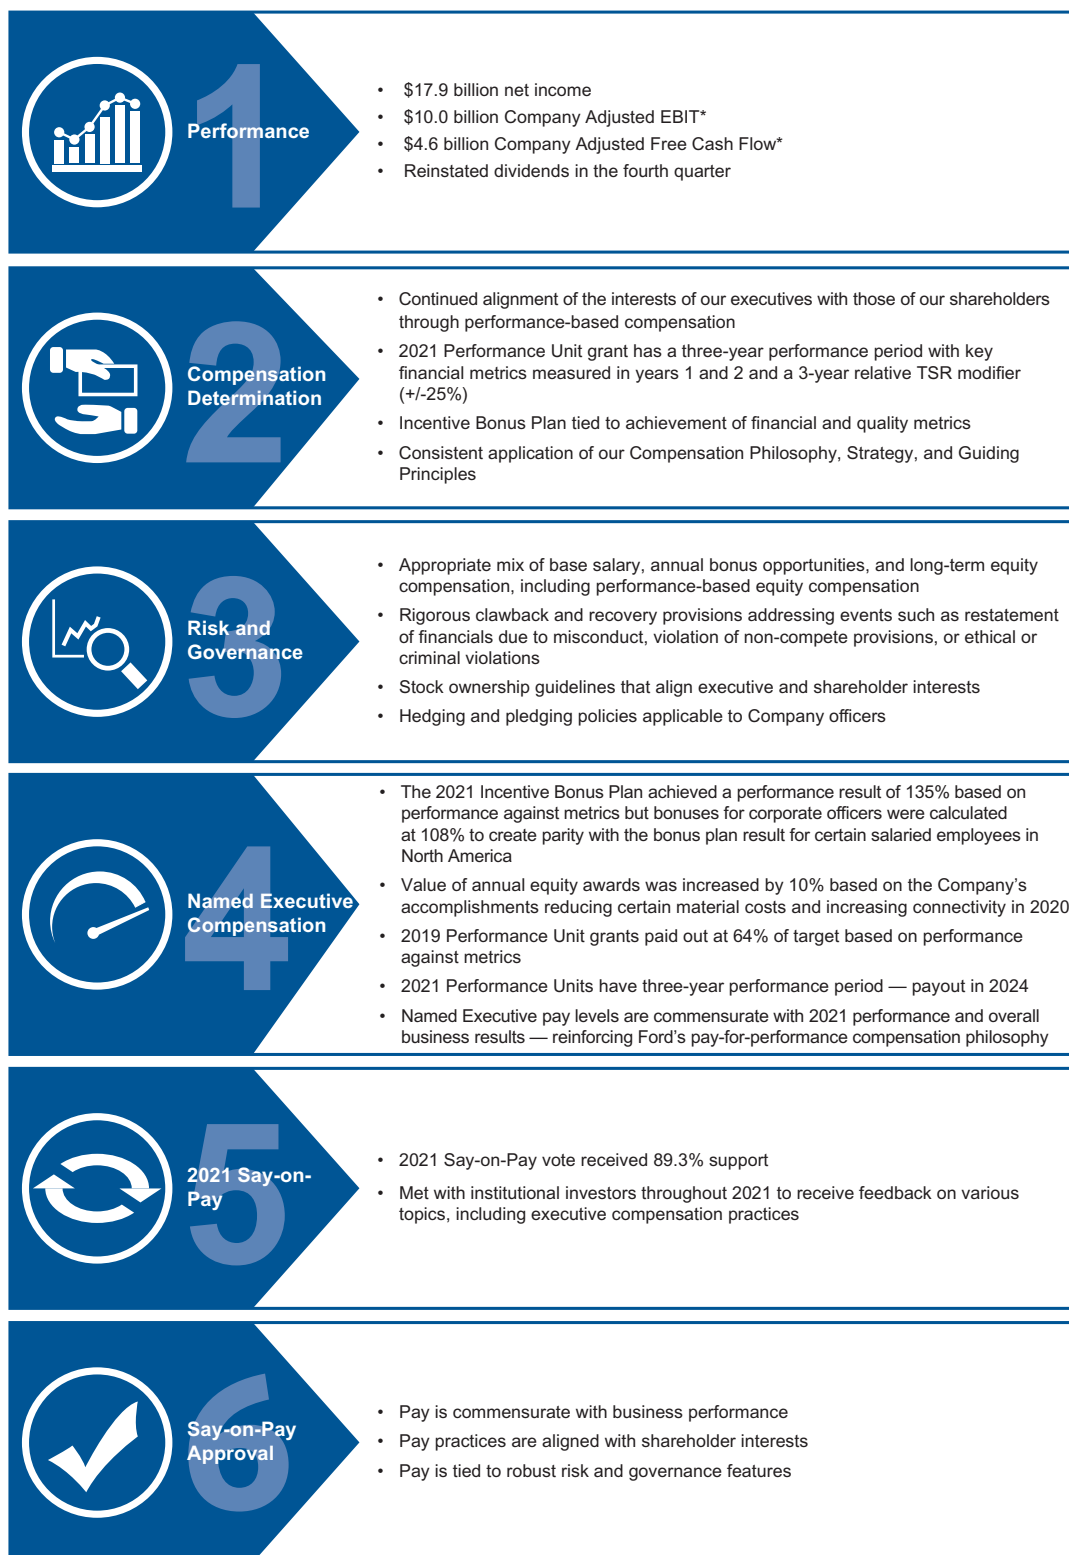 1
Performance
• $17.9 billion net income
• $10.0 billion Company Adjusted EBIT*
• $4.6 billion Company Adjusted Free Cash Flow*
• Reinstated dividends in the fourth quarter
2
Compensation
Determination
• Continued alignment of the interests of our executives with those of our shareholders
through performance-based compensation
• 2021 Performance Unit grant has a three-year performance period with key
financial metrics measured in years 1 and 2 and a 3-year relative TSR modifier
(+/-25%)
• Incentive Bonus Plan tied to achievement of financial and quality metrics
• Consistent application of our Compensation Philosophy, Strategy, and Guiding
Principles
3
Risk and
Governance
• Appropriate mix of base salary, annual bonus opportunities, and long-term equity
compensation, including performance-based equity compensation
• Rigorous clawback and recovery provisions addressing events such as restatement
of financials due to misconduct, violation of non-compete provisions, or ethical or
criminal violations
• Stock ownership guidelines that align executive and shareholder interests
• Hedging and pledging policies applicable to Company officers
4
Named Executive
Compensation
• The 2021 Incentive Bonus Plan achieved a performance result of 135% based on
performance against metrics but bonuses for corporate officers were calculated
at 108% to create parity with the bonus plan result for certain salaried employees in
North America
• Value of annual equity awards was increased by 10% based on the Company’s
accomplishments reducing certain material costs and increasing connectivity in 2020
• 2019 Performance Unit grants paid out at 64% of target based on performance
against metrics
• 2021 Performance Units have three-year performance period — payout in 2024
• Named Executive pay levels are commensurate with 2021 performance and overall
business results — reinforcing Ford’s pay-for-performance compensation philosophy
5
2021 Say-on-
Pay
• 2021 Say-on-Pay vote received 89.3% support
• Met with institutional investors throughout 2021 to receive feedback on various
topics, including executive compensation practices
6
Say-on-Pay
Approval
• Pay is commensurate with business performance
• Pay practices are aligned with shareholder interests
• Pay is tied to robust risk and governance features